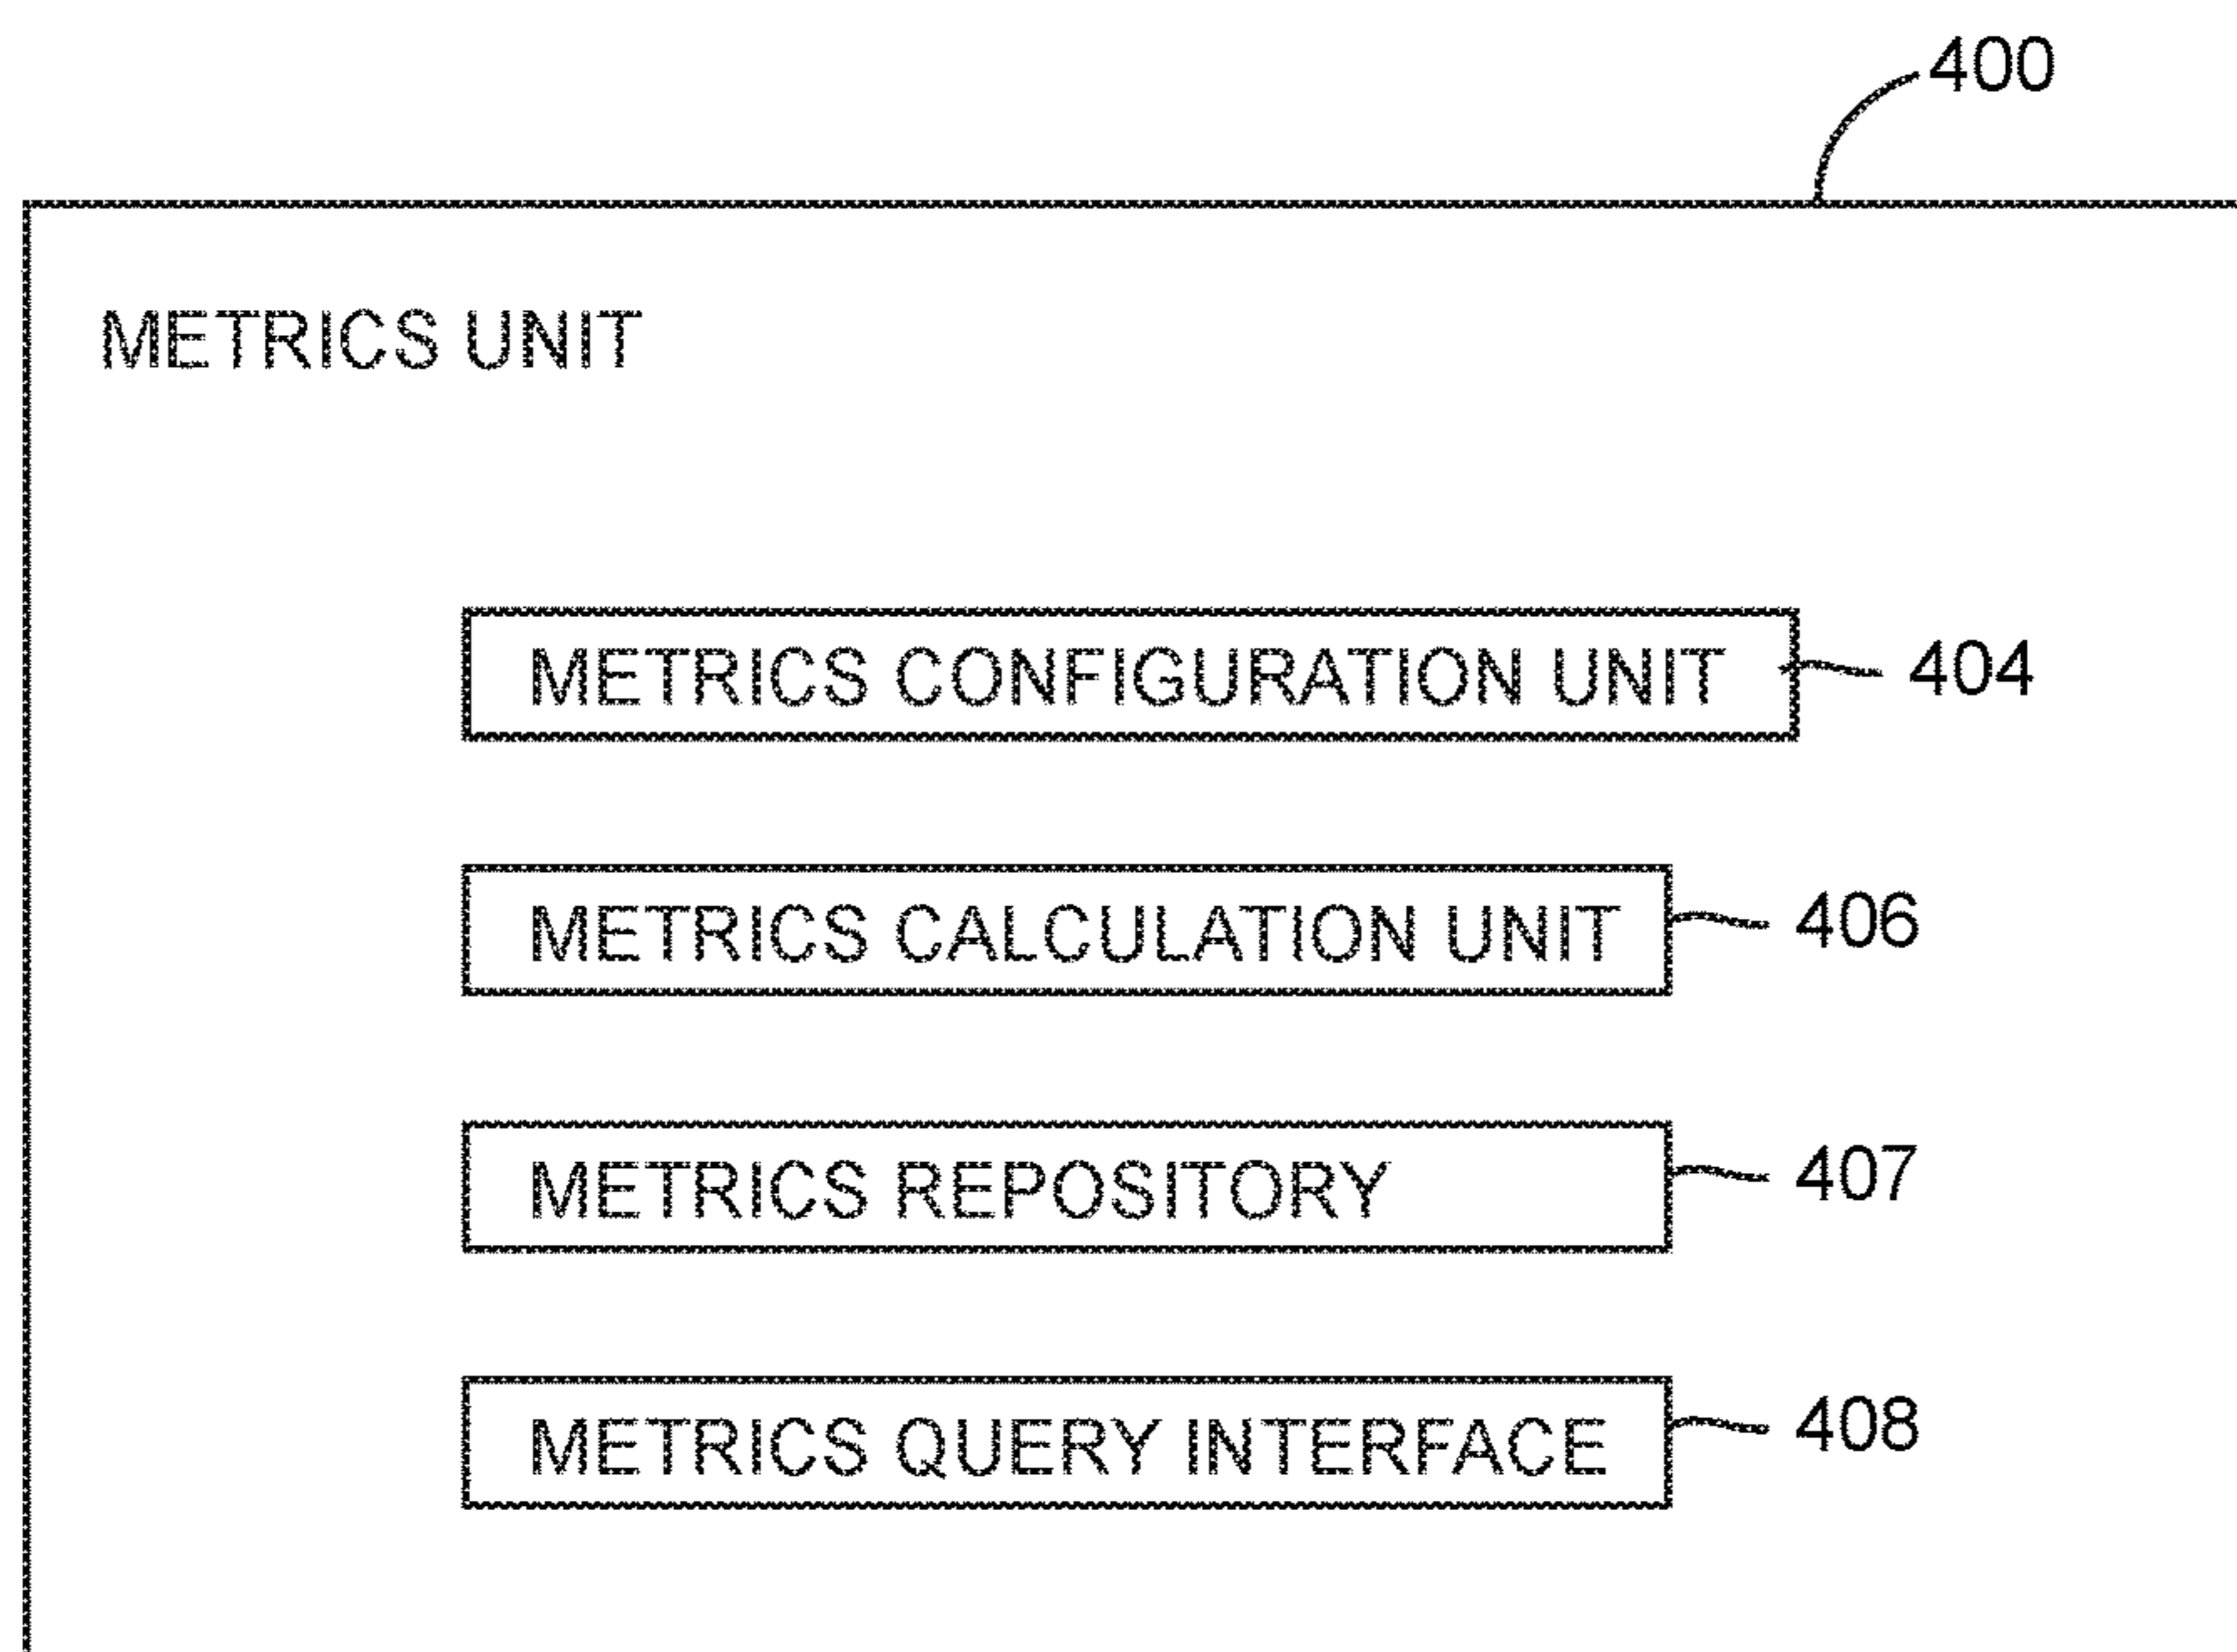 400
METRICS UNIT
METRICS CONFIGURATION UNIT 404
METRICS CALCULATION UNIT 406
METRICS REPOSITORY 407
METRICS QUERY INTERFACE 408